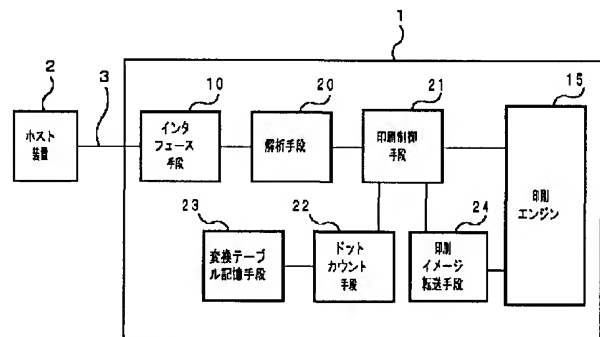 1
2
3
10
20
21
15
ホスト
装置
インタ
フェース
手段
解析手段
印刷制御
手段
印刷
エンジン
23
22
24
変換テーブ
ル記憶手段
ドット
カウント
手段
印刷
イメージ
転送手段